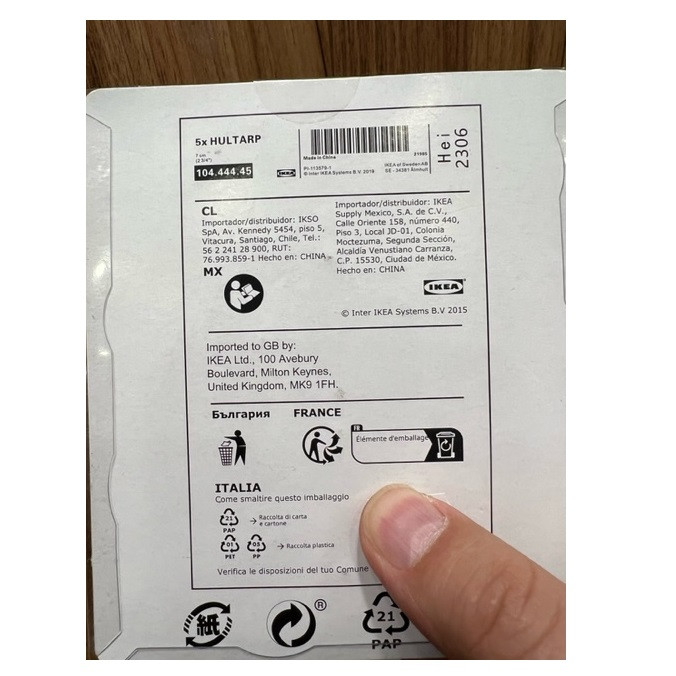 5x HULTARP
7 cm
(2 3/4")
104.444.45
IKEA
Made in China
21985
PI-113579-1
© Inter IKEA Systems B.V. 2019
IKEA of Sweden AB
SE - 34381 Älmhult
Hei
2306
CL
Importador/distribuidor: IKSO
SpA, Av. Kennedy 5454, piso 5,
Vitacura, Santiago, Chile, Tel.:
56 2 241 28 900, RUT:
76.993.859-1 Hecho en: CHINA
MX
Importador/distribuidor: IKEA
Supply Mexico, S.A. de C.V.,
Calle Oriente 158, número 440,
Piso 3, Local JD-01, Colonia
Moctezuma, Segunda Sección,
Alcaldía Venustiano Carranza,
C.P. 15530, Ciudad de México.
Hecho en: CHINA
IKEA
© Inter IKEA Systems B.V 2015
Imported to GB by:
IKEA Ltd., 100 Avebury
Boulevard, Milton Keynes,
United Kingdom, MK9 1FH.
България
FRANCE
FR
Élémente d'emballage
ITALIA
Come smaltire questo imballaggio
21
PAP
→ Raccolta di carta
e cartone
01
PET
05
PP
→ Raccolta plastica
Verifica le disposizioni del tuo Comune
紙
®
21
PAP